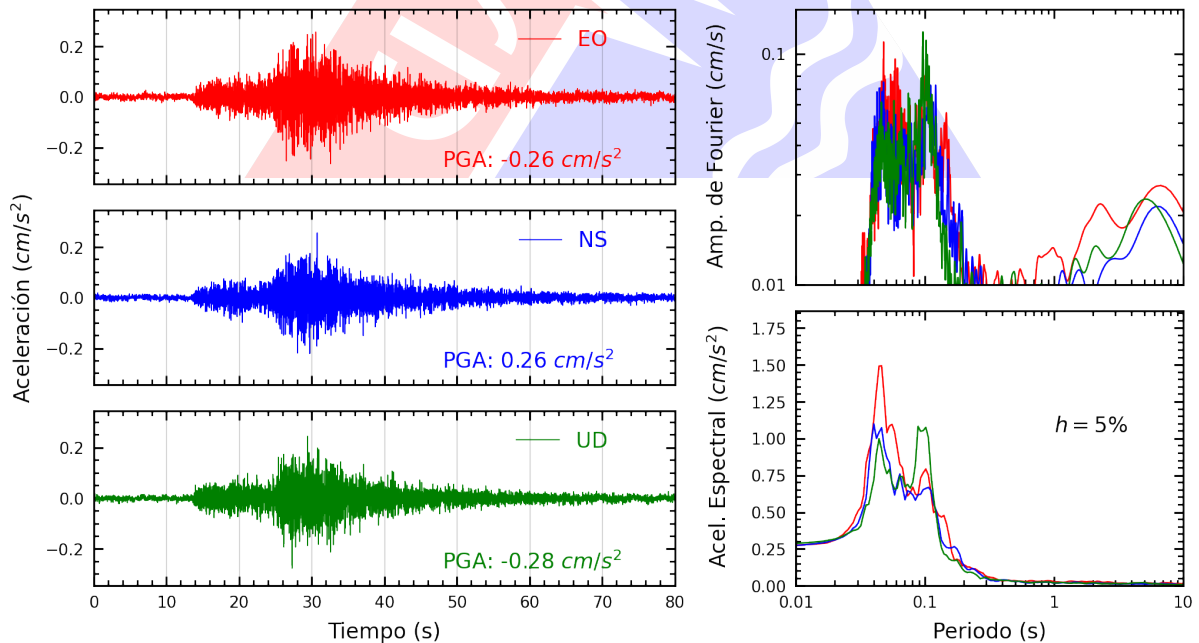 Aceleración (cm/s²)
0.2
0.0
−0.2
EO
PGA: -0.26 cm/s²
0.2
0.0
−0.2
NS
PGA: 0.26 cm/s²
0.2
0.0
−0.2
UD
PGA: -0.28 cm/s²
0 10 20 30 40 50 60 70 80
Tiempo (s)
Amp. de Fourier (cm/s)
0.1
0.01
Acel. Espectral (cm/s²)
1.75
1.50
1.25
1.00
0.75
0.50
0.25
0.00
h = 5%
0.01 0.1 1 10
Periodo (s)